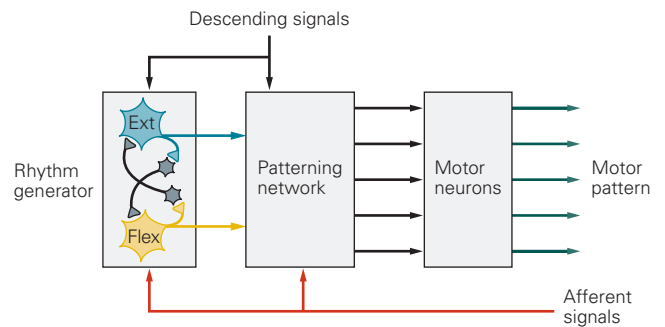 Descending signals
Ext
Rhythm
generator
Flex
Patterning
network
Motor
neurons
Motor
pattern
Afferent
signals